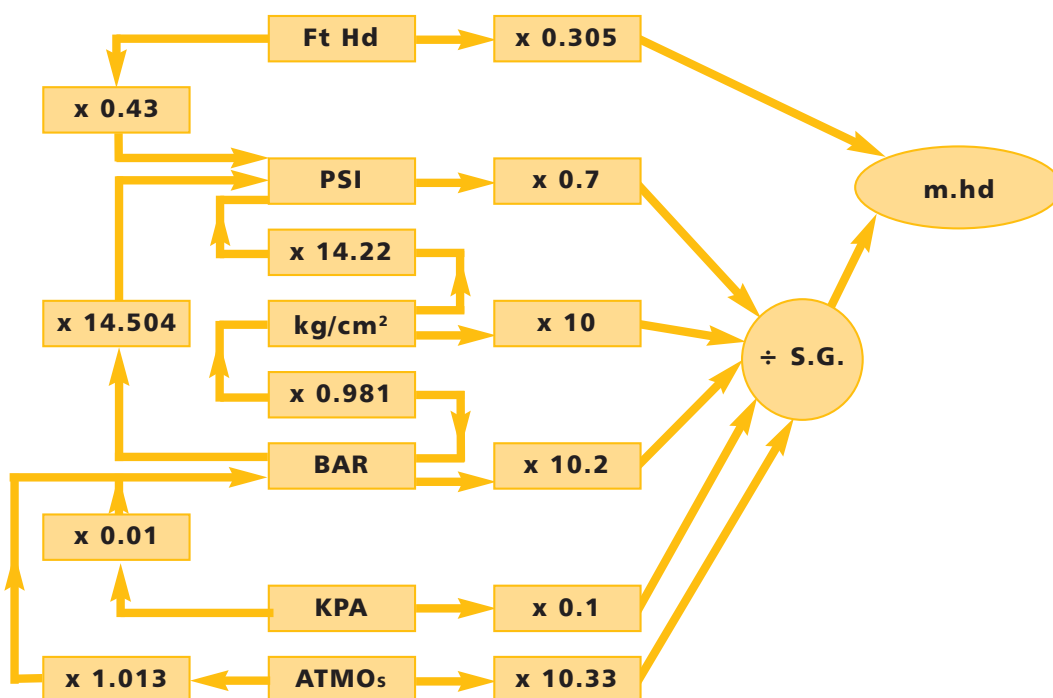 Ft Hd
x 0.305
x 0.43
PSI
x 0.7
m.hd
x 14.22
x 14.504
kg/cm²
x 10
÷ S.G.
x 0.981
BAR
x 10.2
x 0.01
KPA
x 0.1
x 1.013
ATMOs
x 10.33